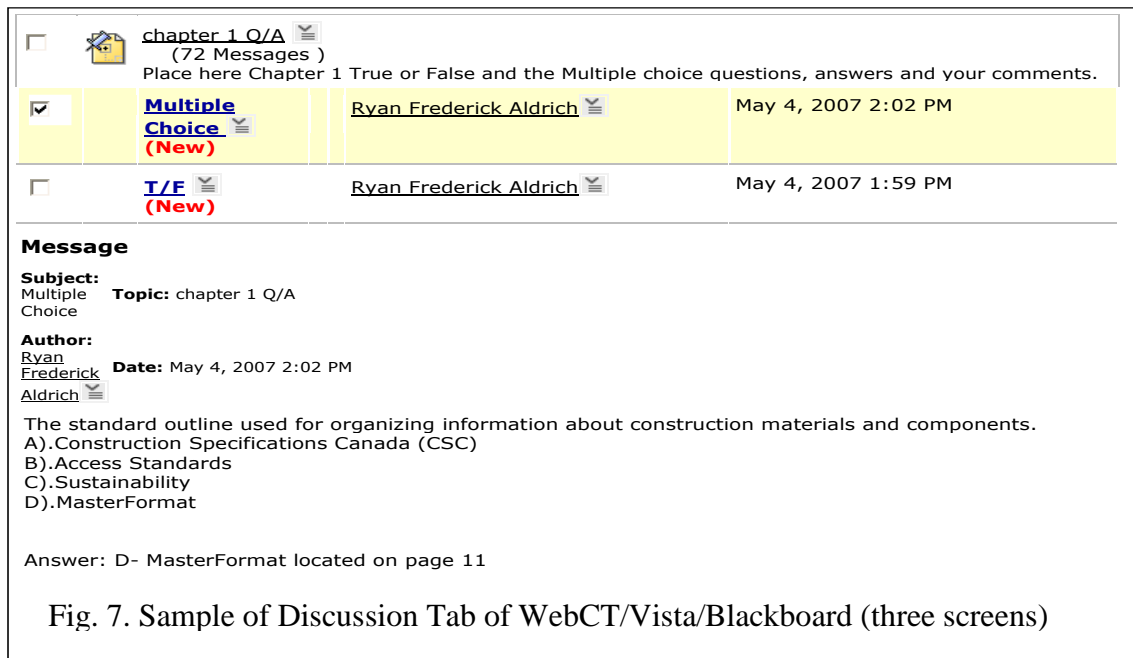 chapter 1 Q/A
(72 Messages )
Place here Chapter 1 True or False and the Multiple choice questions, answers and your comments.
Multiple Ryan Frederick Aldrich May 4, 2007 2:02 PM
Choice
(New)
T/F Ryan Frederick Aldrich May 4, 2007 1:59 PM
(New)
Message
Subject:
Multiple Topic: chapter 1 Q/A
Choice
Author:
Ryan
Frederick Date: May 4, 2007 2:02 PM
Aldrich
The standard outline used for organizing information about construction materials and components.
A).Construction Specifications Canada (CSC)
B).Access Standards
C).Sustainability
D).MasterFormat
Answer: D- MasterFormat located on page 11
Fig. 7. Sample of Discussion Tab of WebCT/Vista/Blackboard (three screens)